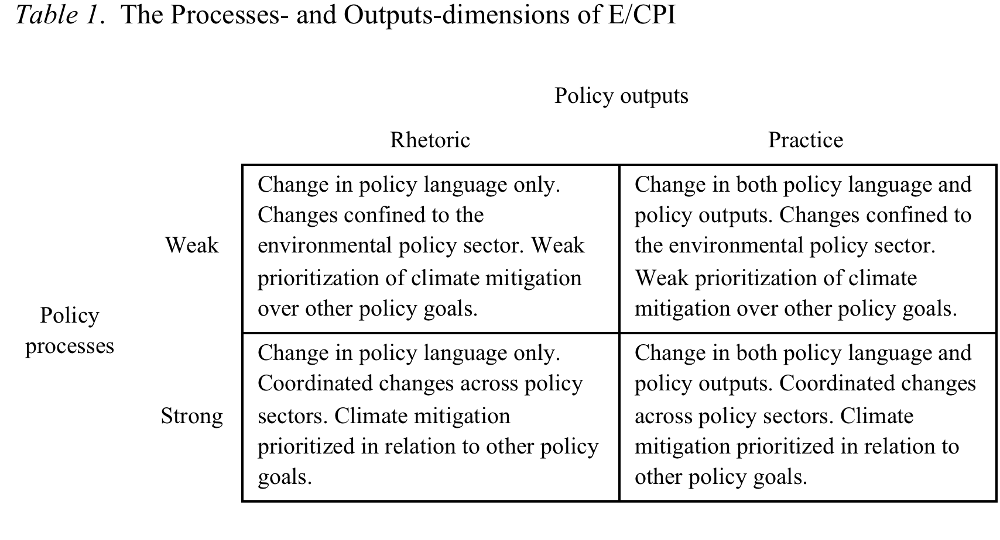 Table 1.  The Processes- and Outputs-dimensions of E/CPI
Policy outputs
Rhetoric
Practice
Policy
processes
Weak
Change in policy language only.
Changes confined to the
environmental policy sector. Weak
prioritization of climate mitigation
over other policy goals.
Change in both policy language and
policy outputs. Changes confined to
the environmental policy sector.
Weak prioritization of climate
mitigation over other policy goals.
Strong
Change in policy language only.
Coordinated changes across policy
sectors. Climate mitigation
prioritized in relation to other policy
goals.
Change in both policy language and
policy outputs. Coordinated changes
across policy sectors. Climate
mitigation prioritized in relation to
other policy goals.